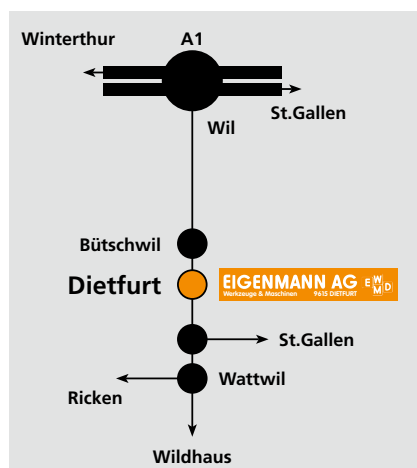 Winterthur
A1
St.Gallen
Wil
Bütschwil
Dietfurt
EIGENMANN AG
Werkzeuge & Maschinen 9615 DIETFURT
E W M D
St.Gallen
Wattwil
Ricken
Wildhaus